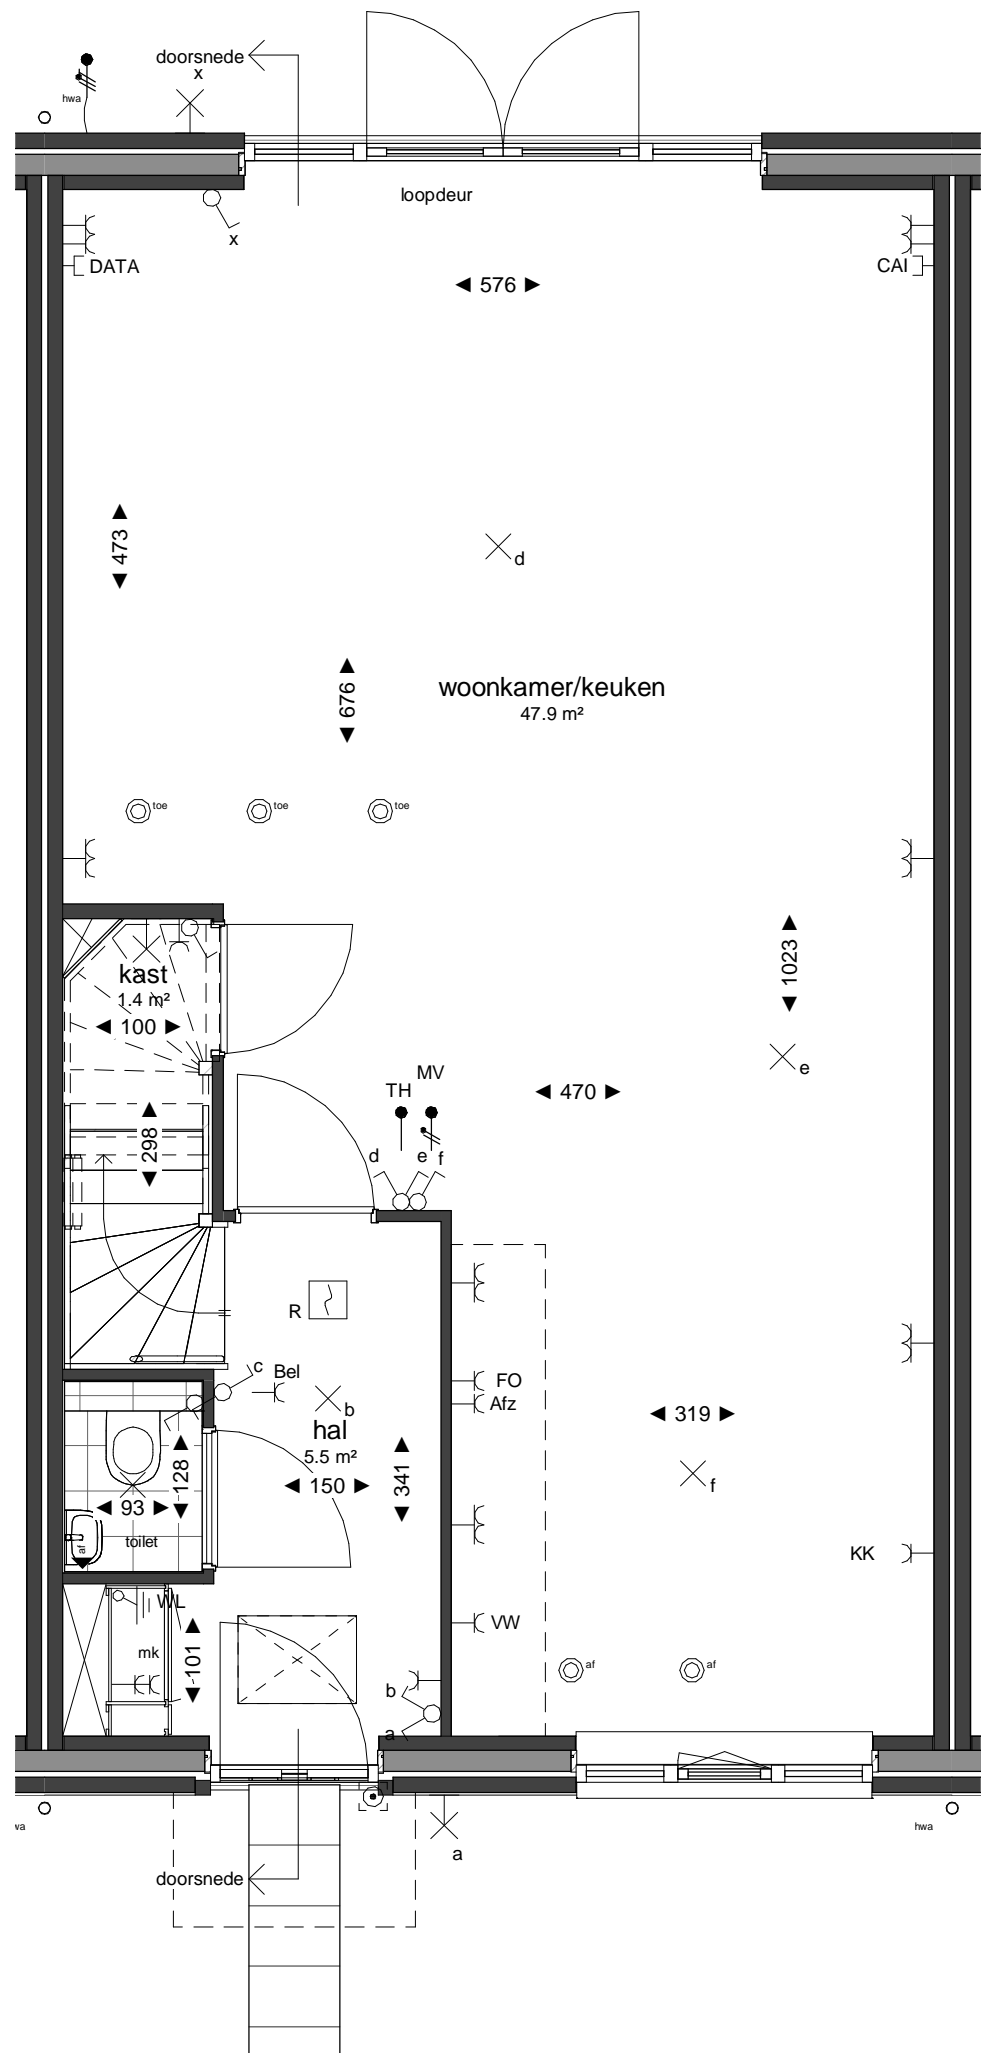 doorsnede
x
hwa
loopdeur
x
DATA
CAI
576
473
676
woonkamer/keuken
47.9 m²
toe
toe
toe
1023
kast
1.4 m²
100
e
d
MV
TH
470
298
d
e
f
R
c
Bel
b
hal
5.5 m²
150
341
FO
Afz
319
f
128
93
toilet
af
KK
WL
VW
mk
101
af
af
b
a
wa
hwa
a
doorsnede